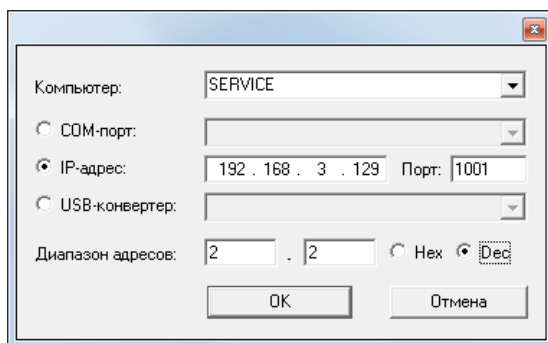 Компьютер: SERVICE
COM-порт:
IP-адрес: 192 . 168 . 3 . 129 Порт: 1001
USB-конвертер:
Диапазон адресов: 2 . 2 Hex Dec
OK Отмена